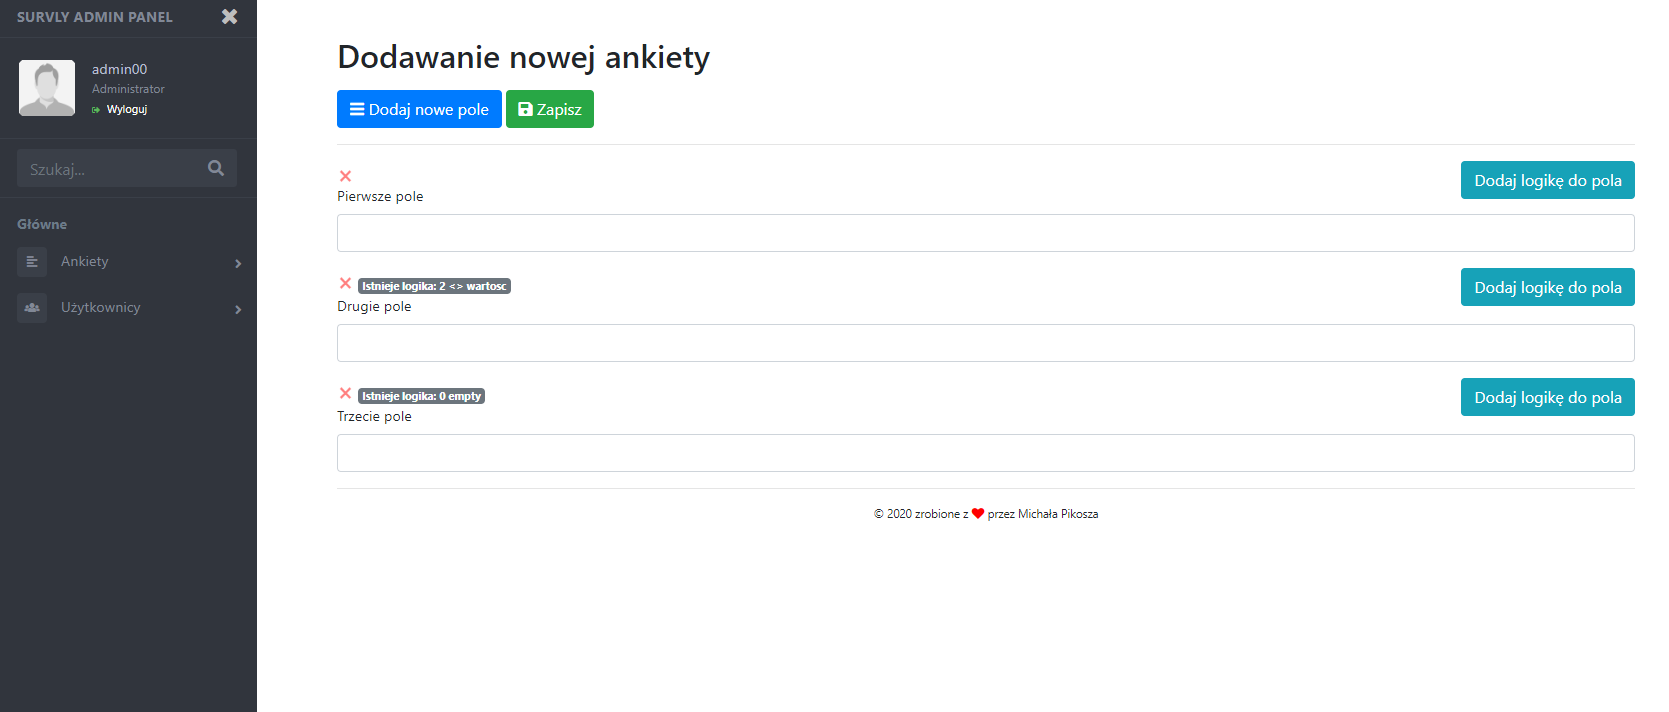 SURVLY ADMIN PANEL
admin00
Administrator
Wyloguj
Szukaj...
Główne
Ankiety
Użytkownicy
Dodawanie nowej ankiety
Dodaj nowe pole Zapisz
Dodaj logikę do pola
Pierwsze pole
Istnieje logika: 2 <> wartosc
Dodaj logikę do pola
Drugie pole
Istnieje logika: 0 empty
Dodaj logikę do pola
Trzecie pole
© 2020 zrobione z ❤ przez Michała Pikosza